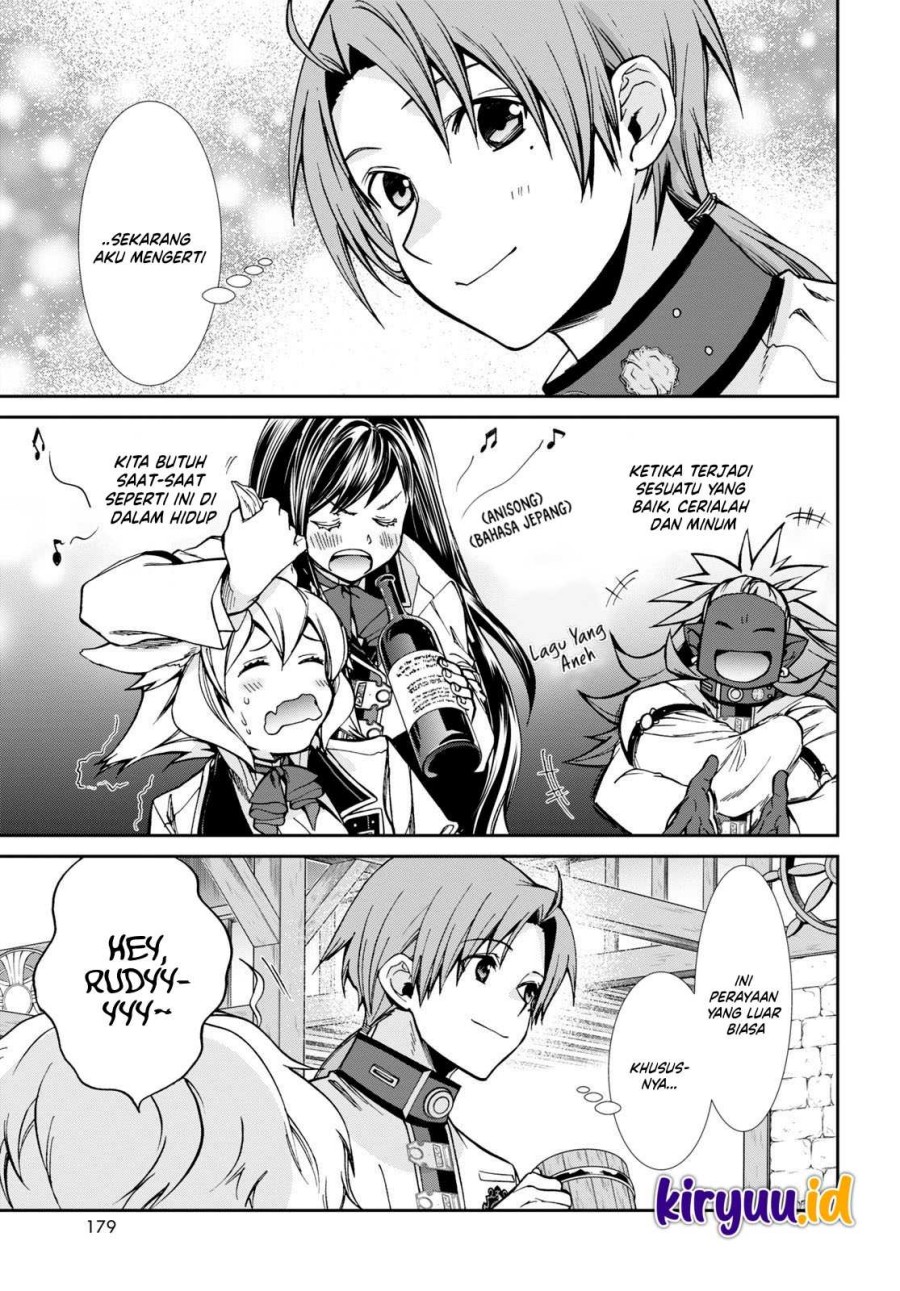 ..SEKARANG
AKU MENGERTI
KETIKA TERJADI
SESUATU YANG
BAIK, CERIALAH
DAN MINUM
(ANISONG)
(BAHASA JEPANG)
Lagu Yang
Aneh
KITA BUTUH
SAAT-SAAT
SEPERTI INI DI
DALAM HIDUP
INI
PERAYAAN
YANG LUAR
BIASA
KHUSUS-
NYA...
HEY,
RUDYY-
YYY~
179
kiryuu.id